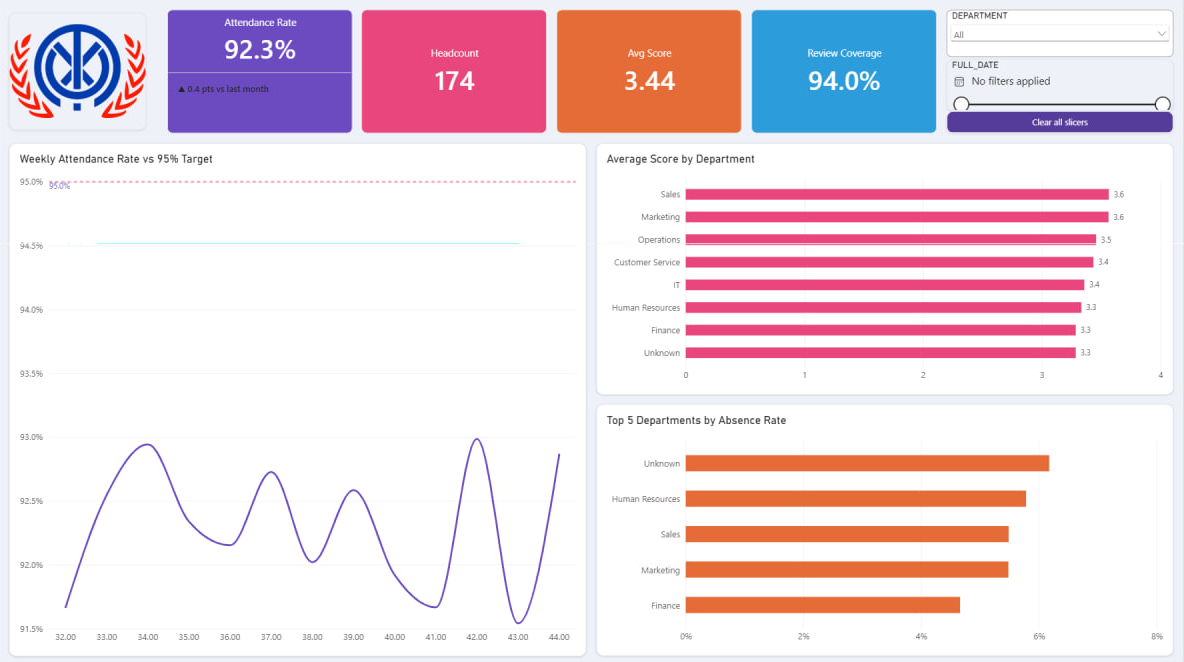 Attendance Rate
92.3%
▲ 0.4 pts vs last month
Headcount
174
Avg Score
3.44
Review Coverage
94.0%
DEPARTMENT
All
FULL_DATE
No filters applied
Clear all slicers
Weekly Attendance Rate vs 95% Target
95.0%
95.0%
94.5%
94.0%
93.5%
93.0%
92.5%
92.0%
91.5%
32.00 33.00 34.00 35.00 36.00 37.00 38.00 39.00 40.00 41.00 42.00 43.00 44.00
Average Score by Department
Sales 3.6
Marketing 3.6
Operations 3.5
Customer Service 3.4
IT 3.4
Human Resources 3.3
Finance 3.3
Unknown 3.3
0 1 2 3 4
Top 5 Departments by Absence Rate
Unknown
Human Resources
Sales
Marketing
Finance
0% 2% 4% 6% 8%